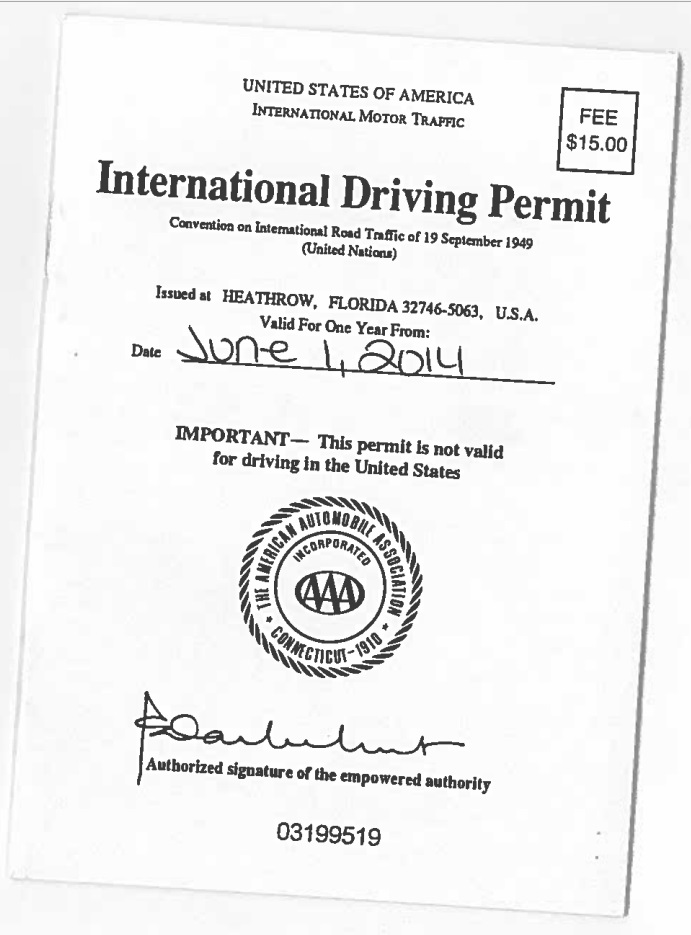 UNITED STATES OF AMERICA
INTERNATIONAL MOTOR TRAFFIC
FEE
$15.00
International Driving Permit
Convention on International Road Traffic of 19 September 1949
(United Nations)
Issued at HEATHROW, FLORIDA 32746-5063, U.S.A.
Valid For One Year From:
Date June 1, 2014
IMPORTANT— This permit is not valid
for driving in the United States
THE AMERICAN AUTOMOBILE ASSOCIATION
INCORPORATED
AAA
* CONNECTICUT-1910 *
Authorized signature of the empowered authority
03199519